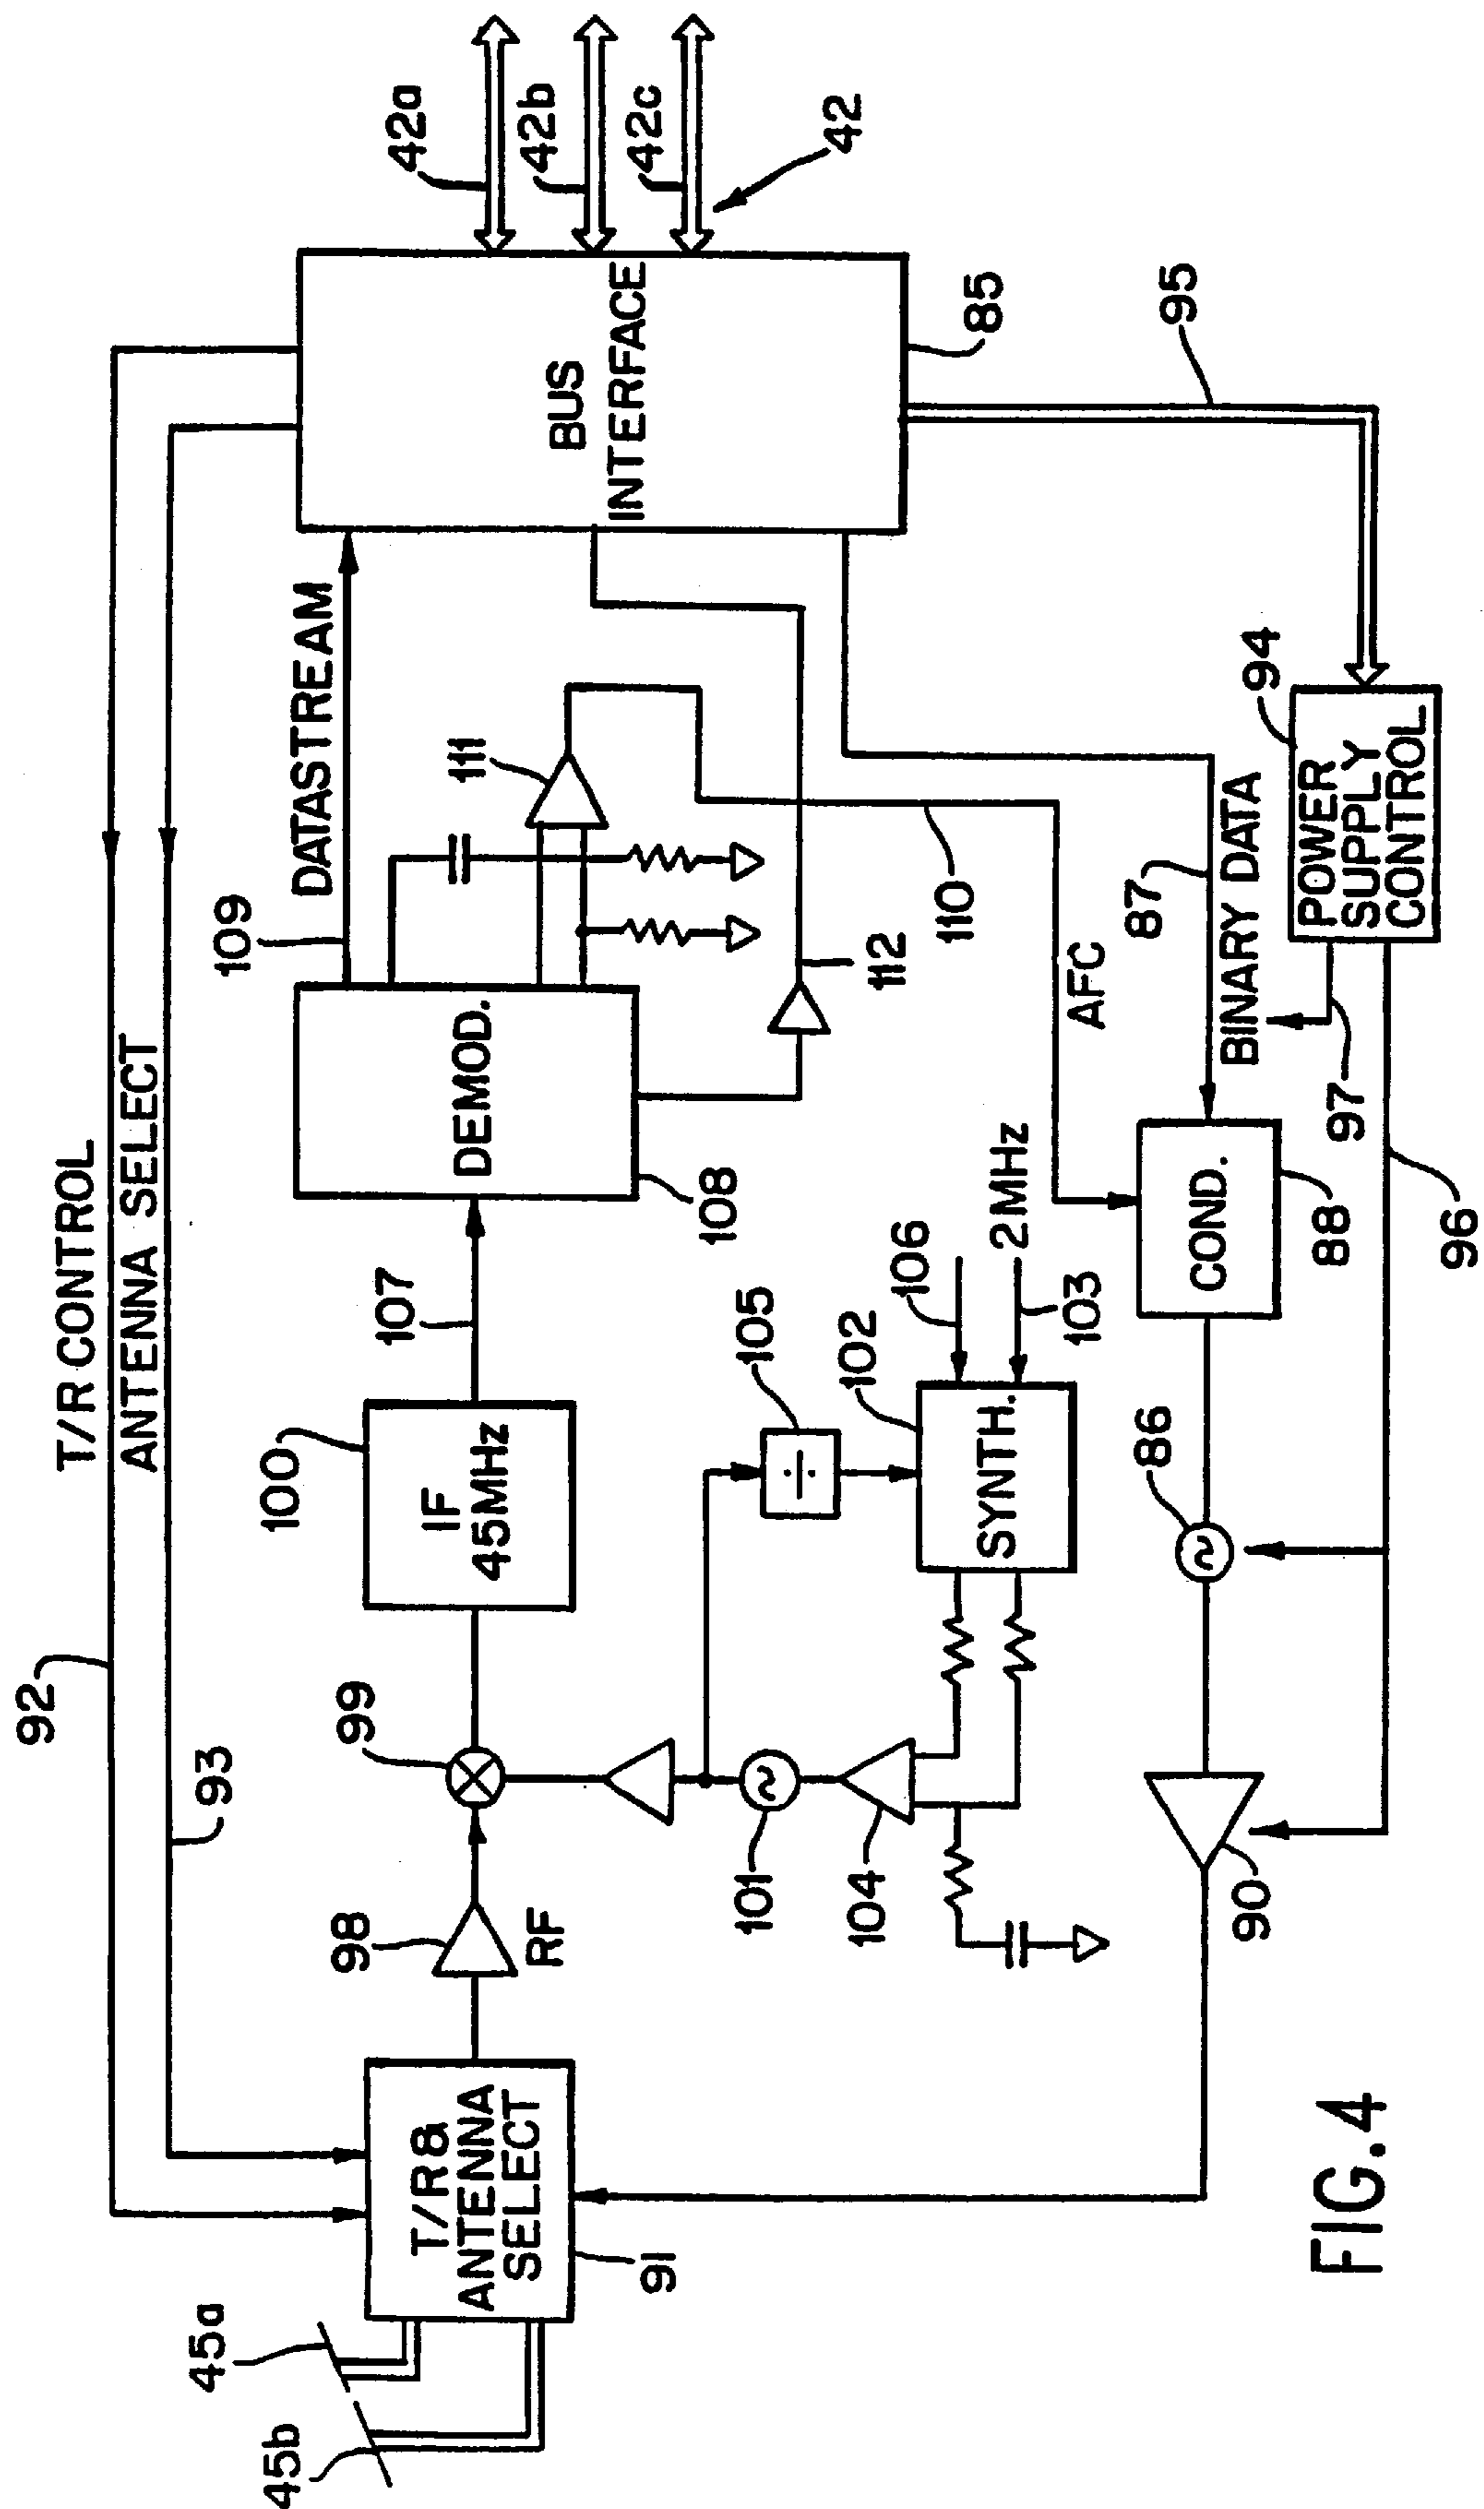 92
T/R CONTROL
93
ANTENNA SELECT
45b
45a
T/R &
ANTENNA
SELECT
91
98
RF
99
100
IF
45MHz
107
DEMOD.
108
109
DATASTREAM
111
112
BUS
INTERFACE
85
42a
42b
42c
42
101
104
105
102
SYNTH.
106
2MHz
103
110
AFC
87
BINARY DATA
COND.
88
86
90
94
POWER
SUPPLY
CONTROL
95
97
96
FIG.4